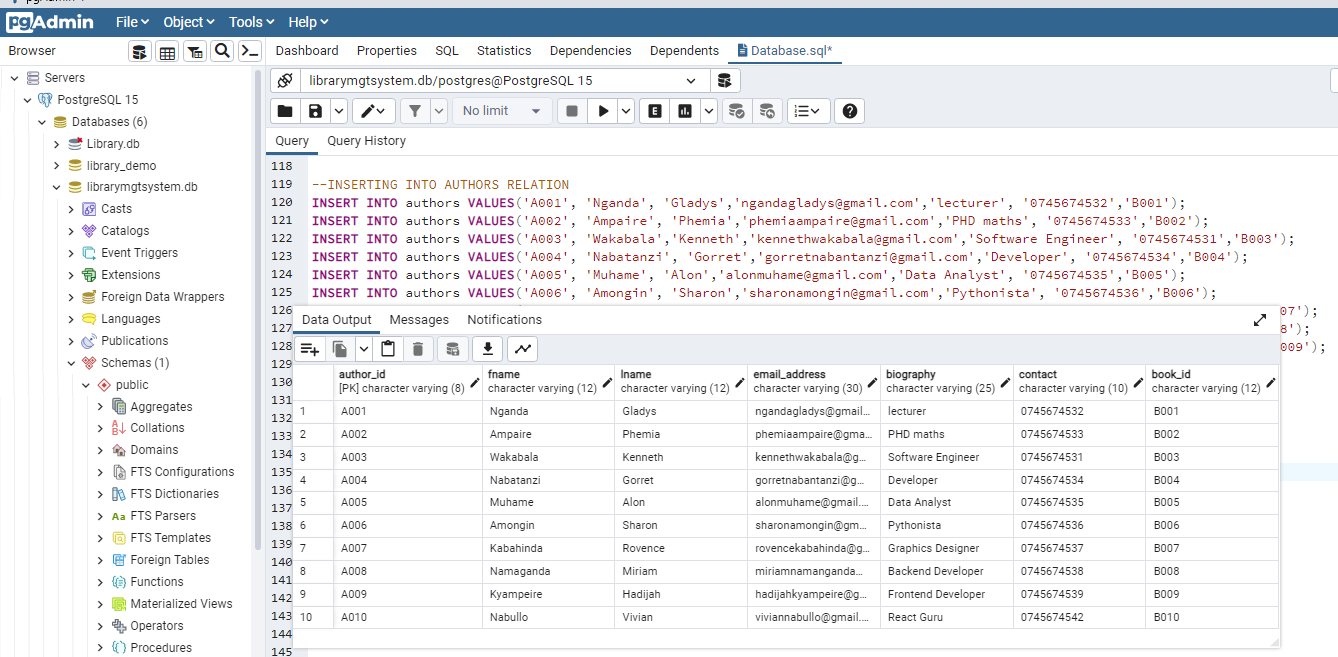 pgAdmin File Object Tools Help
Browser Dashboard Properties SQL Statistics Dependencies Dependents Database.sql*
Servers
PostgreSQL 15
Databases (6)
Library.db
library_demo
librarymgtsystem.db
Casts
Catalogs
Event Triggers
Extensions
Foreign Data Wrappers
Languages
Publications
Schemas (1)
public
Aggregates
Collations
Domains
FTS Configurations
FTS Dictionaries
FTS Parsers
FTS Templates
Foreign Tables
Functions
Materialized Views
Operators
Procedures
librarymgtsystem.db/postgres@PostgreSQL 15
No limit
Query Query History
118
119 --INSERTING INTO AUTHORS RELATION
120 INSERT INTO authors VALUES('A001', 'Nganda', 'Gladys','ngandagladys@gmail.com','lecturer', '0745674532','B001');
121 INSERT INTO authors VALUES('A002', 'Ampaire', 'Phemia','phemiaampaire@gmail.com','PHD maths', '0745674533','B002');
122 INSERT INTO authors VALUES('A003', 'Wakabala','Kenneth','kennethwakabala@gmail.com','Software Engineer', '0745674531','B003');
123 INSERT INTO authors VALUES('A004', 'Nabatanzi', 'Gorret','gorretnabantanzi@gmail.com','Developer', '0745674534','B004');
124 INSERT INTO authors VALUES('A005', 'Muhame', 'Alon','alonmuhame@gmail.com','Data Analyst', '0745674535','B005');
125 INSERT INTO authors VALUES('A006', 'Amongin', 'Sharon','sharonamongin@gmail.com','Pythonista', '0745674536','B006');
126 07');
127 8');
128 009');
129
130
131
132
133
134
135
136
137
138
139
140
141
142
143
144
145
Data Output Messages Notifications
author_id fname lname email_address biography contact book_id
[PK] character varying (8) character varying (12) character varying (12) character varying (30) character varying (25) character varying (10) character varying (12)
1 A001 Nganda Gladys ngandagladys@gmail... lecturer 0745674532 B001
2 A002 Ampaire Phemia phemiaampaire@gma... PHD maths 0745674533 B002
3 A003 Wakabala Kenneth kennethwakabala@g... Software Engineer 0745674531 B003
4 A004 Nabatanzi Gorret gorretnabantanzi@g... Developer 0745674534 B004
5 A005 Muhame Alon alonmuhame@gmail.... Data Analyst 0745674535 B005
6 A006 Amongin Sharon sharonamongin@gm... Pythonista 0745674536 B006
7 A007 Kabahinda Rovence rovencekabahinda@g... Graphics Designer 0745674537 B007
8 A008 Namaganda Miriam miriamnamanganda... Backend Developer 0745674538 B008
9 A009 Kyampeire Hadijah hadijahkyampeire@g... Frontend Developer 0745674539 B009
10 A010 Nabullo Vivian viviannabullo@gmail.... React Guru 0745674542 B010